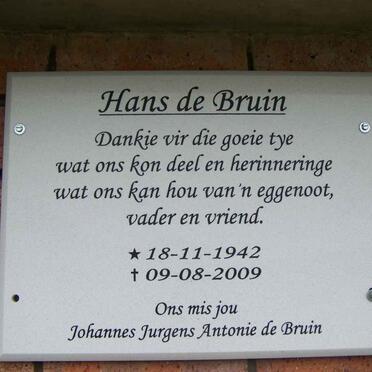 Hans de Bruin
Dankie vir die goeie tye
wat ons kon deel en herinneringe
wat ons kan hou van 'n eggenoot,
vader en vriend.
★ 18-11-1942
✝ 09-08-2009
Ons mis jou
Johannes Jurgens Antonie de Bruin